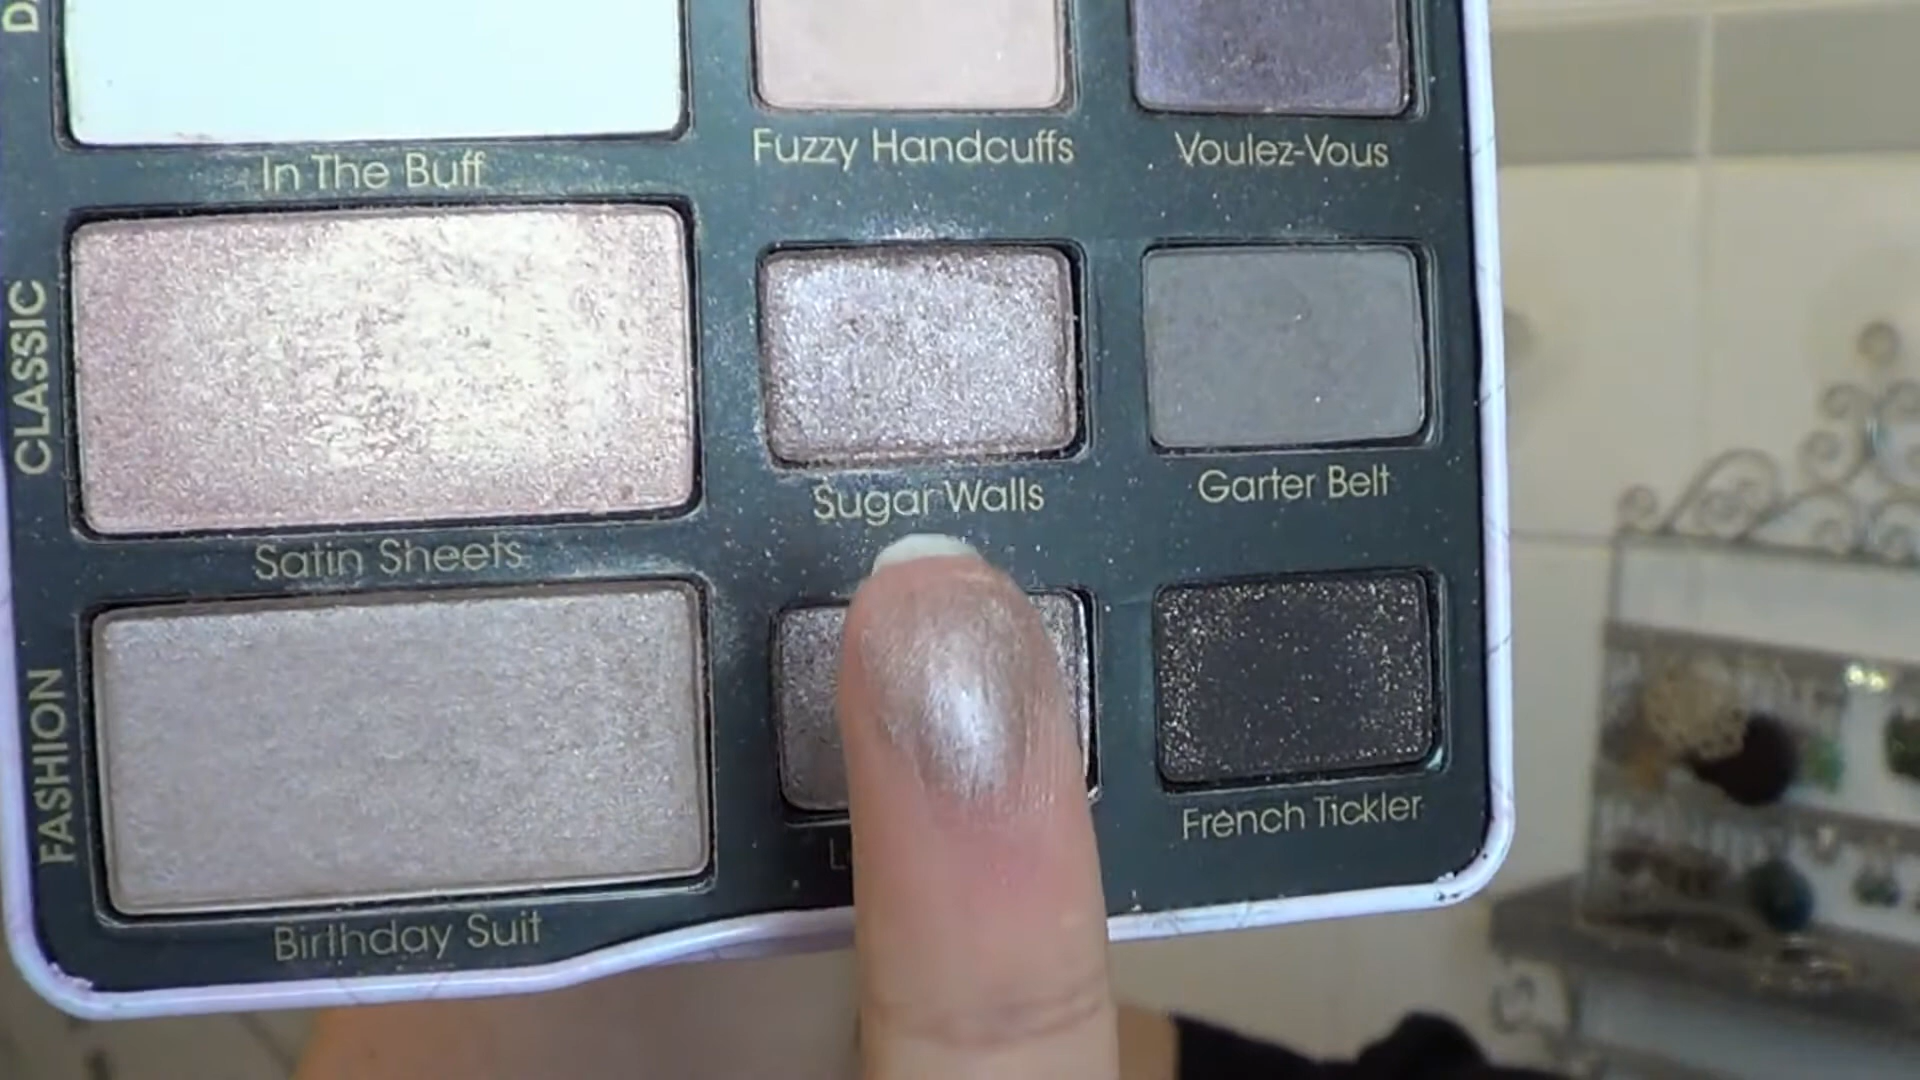 In The Buff
Fuzzy Handcuffs
Voulez-Vous
CLASSIC
Satin Sheets
Sugar Walls
Garter Belt
FASHION
Birthday Suit
French Tickler